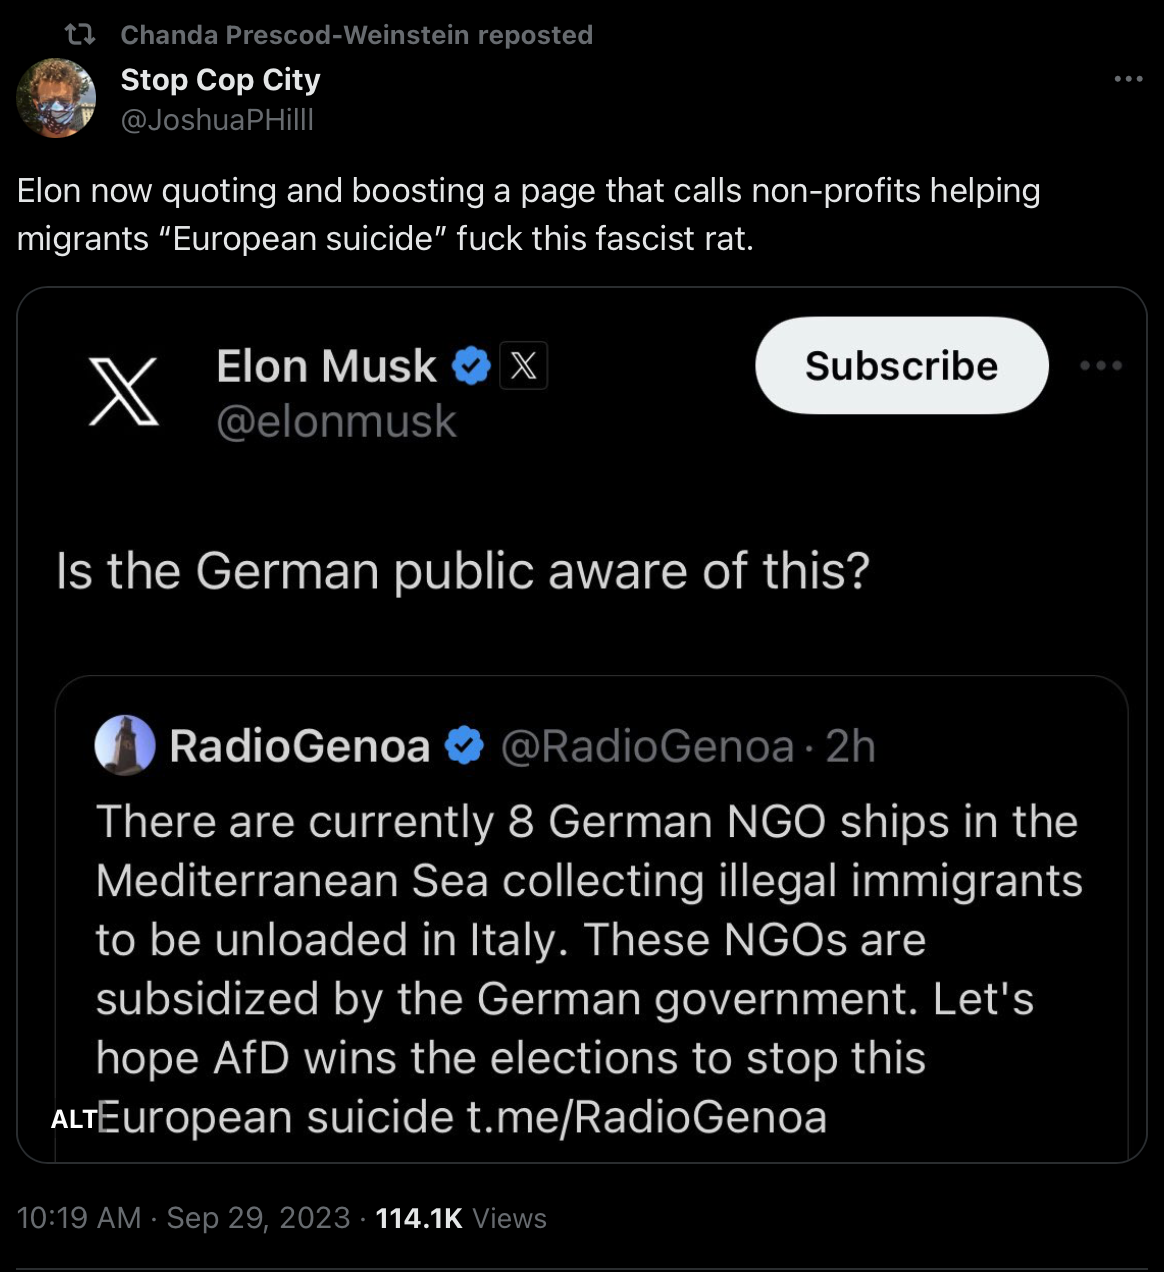 Chanda Prescod-Weinstein reposted
Stop Cop City
@JoshuaPHilll
Elon now quoting and boosting a page that calls non-profits helping
migrants “European suicide” fuck this fascist rat.
Elon Musk
@elonmusk
Subscribe
Is the German public aware of this?
RadioGenoa @RadioGenoa · 2h
There are currently 8 German NGO ships in the
Mediterranean Sea collecting illegal immigrants
to be unloaded in Italy. These NGOs are
subsidized by the German government. Let's
hope AfD wins the elections to stop this
European suicide t.me/RadioGenoa
ALT
10:19 AM · Sep 29, 2023 · 114.1K Views